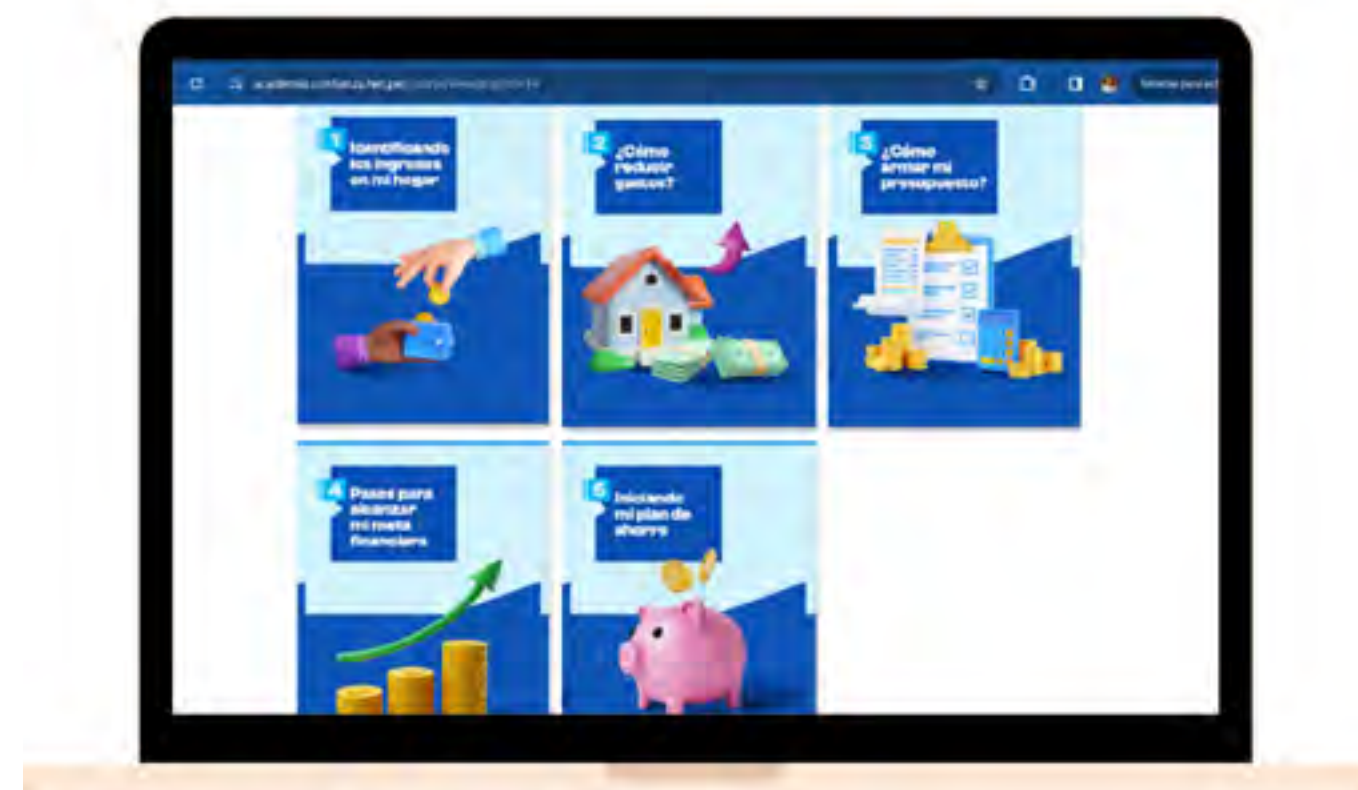 1
Identificando
los ingresos
en mi hogar
2
¿Cómo
reducir
gastos?
3
¿Cómo
armar mi
presupuesto?
4
Pasos para
alcanzar
mi meta
financiera
5
Iniciando
mi plan de
ahorro